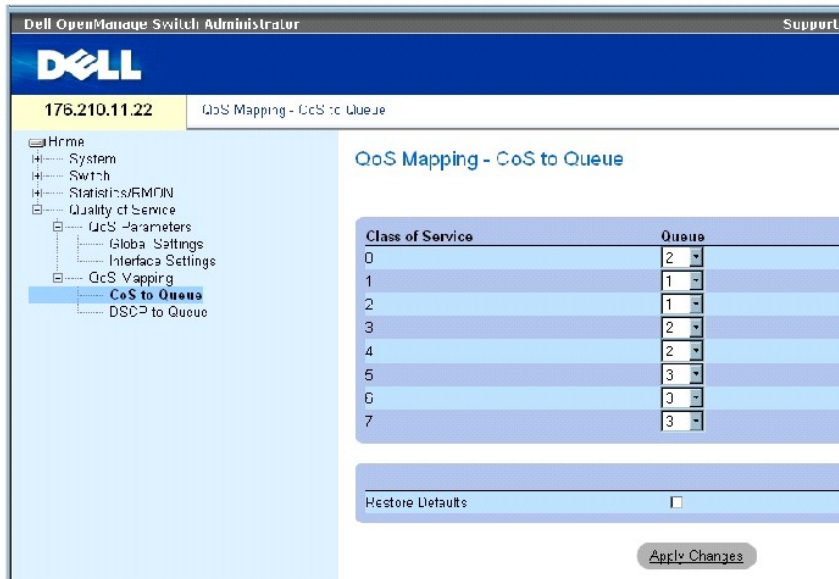 Dell OpenManage Switch Administrator Support
DELL
176.210.11.22 QoS Mapping - CoS to Queue
Home
System
Switch
Statistics/RMON
Quality of Service
QoS Parameters
Global Settings
Interface Settings
QoS Mapping
CoS to Queue
DSCP to Queue
QoS Mapping - CoS to Queue
Class of Service Queue
0 2
1 1
2 1
3 2
4 2
5 3
6 3
7 3
Restore Defaults
Apply Changes